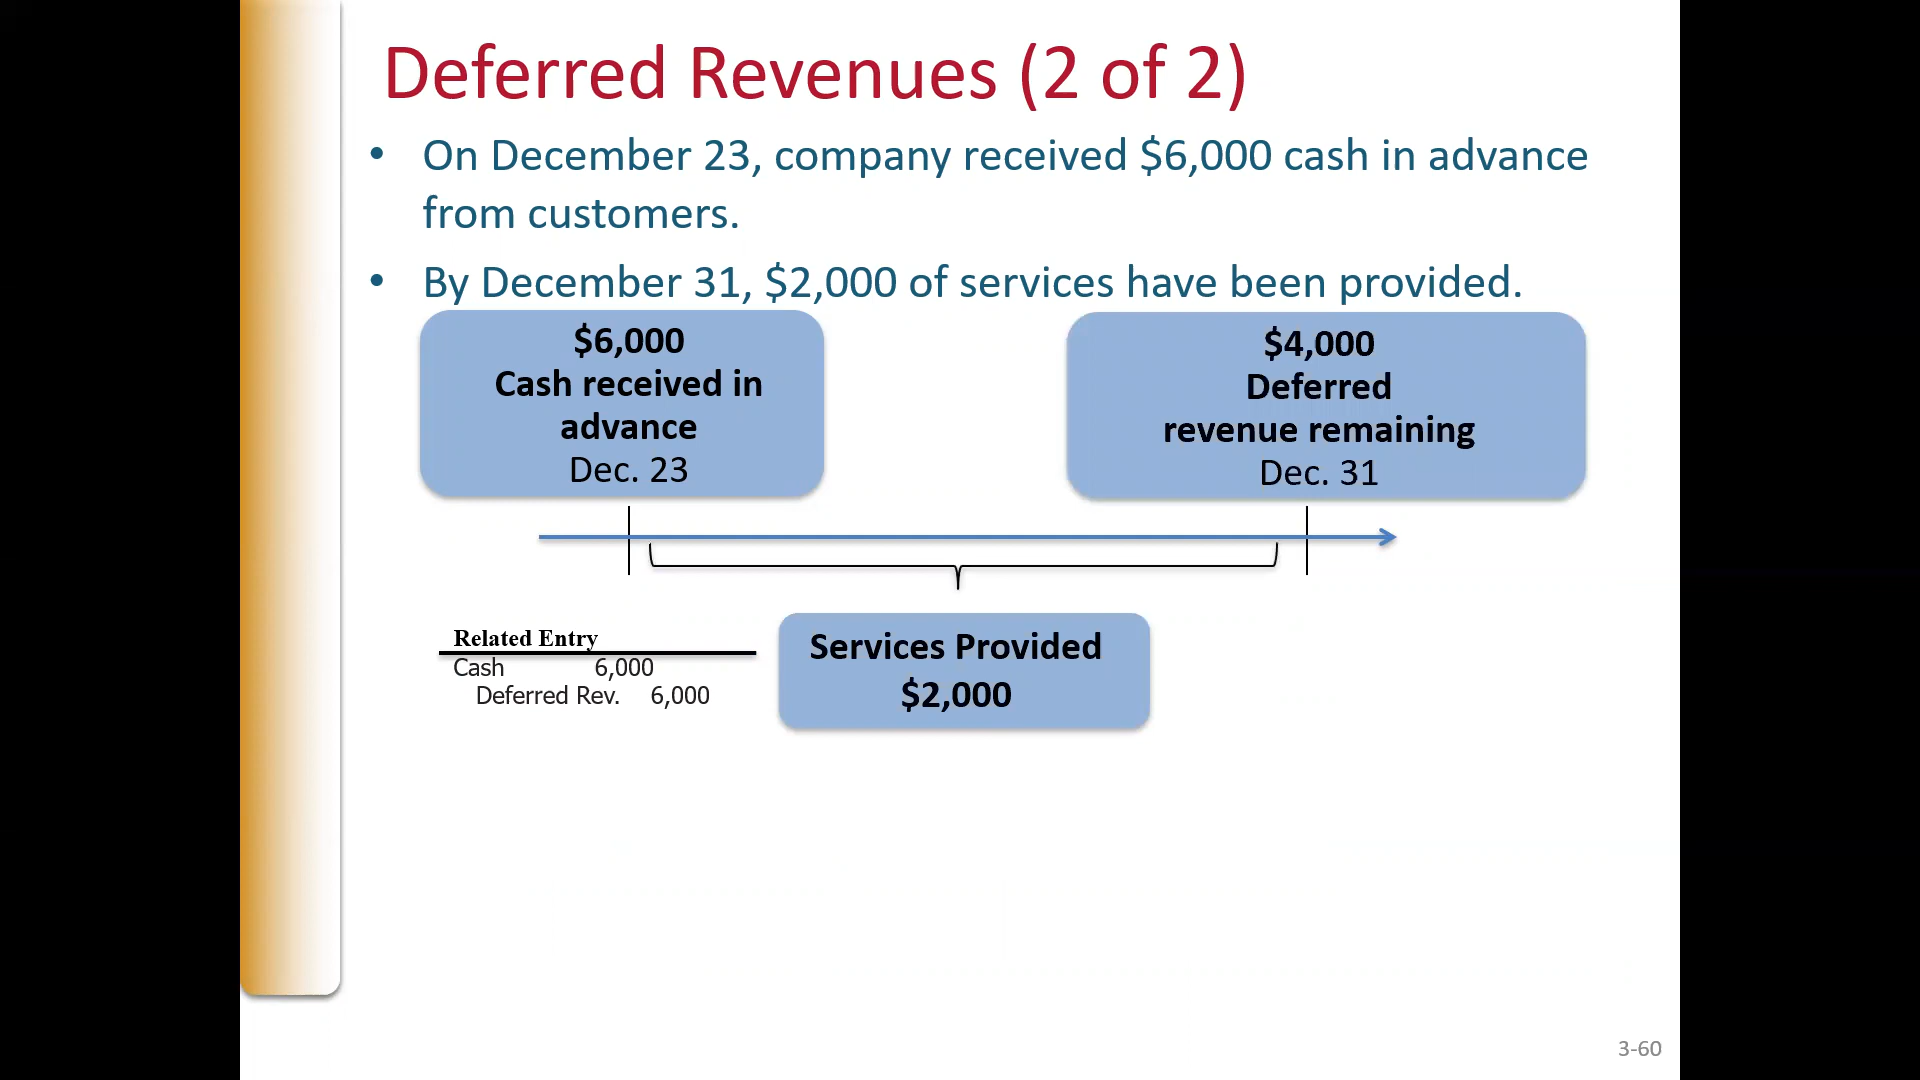 Deferred Revenues (2 of 2)
• On December 23, company received $6,000 cash in advance
from customers.
• By December 31, $2,000 of services have been provided.
$6,000
Cash received in
advance
Dec. 23
$4,000
Deferred
revenue remaining
Dec. 31
Related Entry
Cash 6,000
Deferred Rev. 6,000
Services Provided
$2,000
3-60